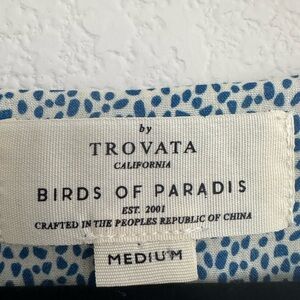 by
TROVATA
CALIFORNIA
BIRDS OF PARADIS
EST. 2001
CRAFTED IN THE PEOPLES REPUBLIC OF CHINA
MEDIUM